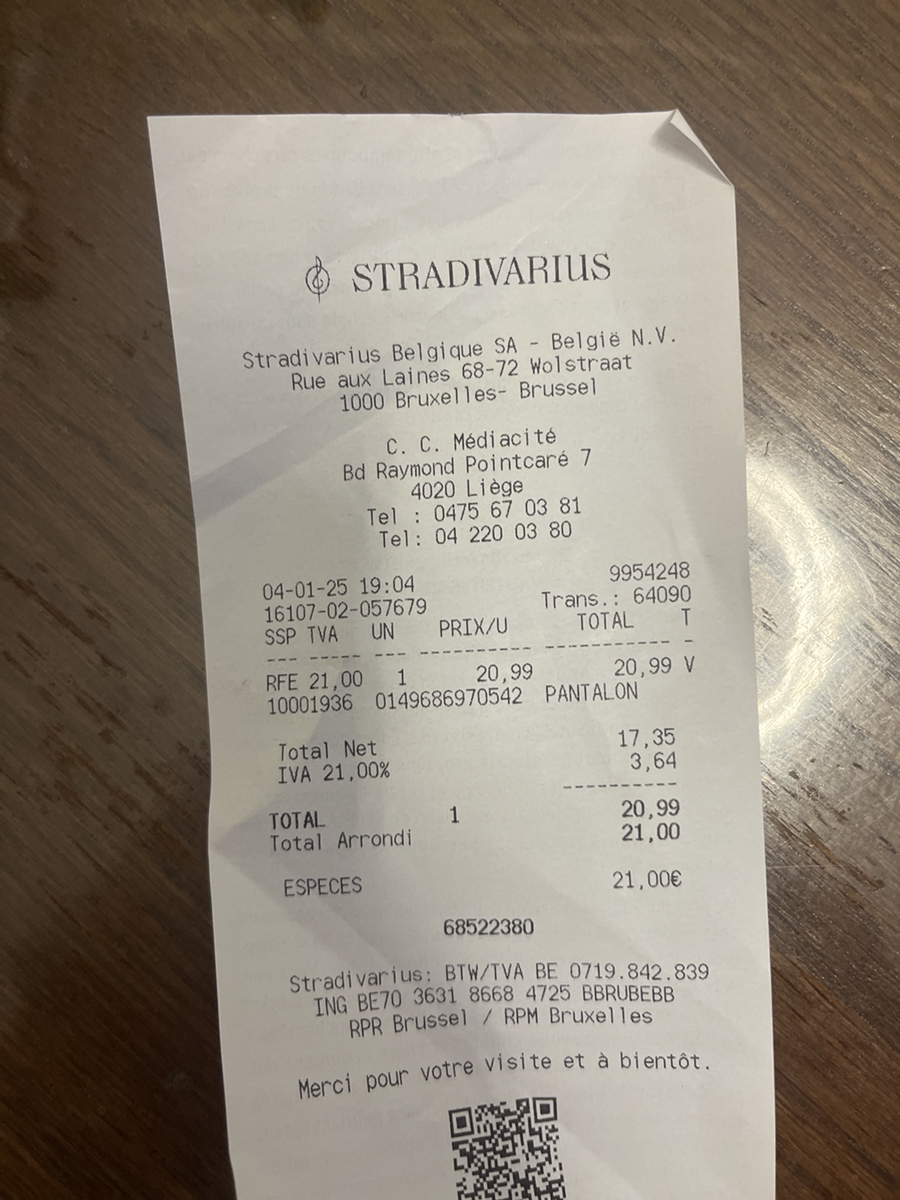 STRADIVARIUS
Stradivarius Belgique SA - België N.V.
Rue aux Laines 68-72 Wolstraat
1000 Bruxelles- Brussel
C. C. Médiacité
Bd Raymond Pointcaré 7
4020 Liège
Tel : 0475 67 03 81
Tel: 04 220 03 80
04-01-25 19:04 9954248
16107-02-057679 Trans.: 64090
SSP TVA UN PRIX/U TOTAL T
--- ----- --- ---------- ----------- -
RFE 21,00 1 20,99 20,99 V
10001936 0149686970542 PANTALON
Total Net 17,35
IVA 21,00% 3,64
----------
TOTAL 1 20,99
Total Arrondi 21,00
ESPECES 21,00€
68522380
Stradivarius: BTW/TVA BE 0719.842.839
ING BE70 3631 8668 4725 BBRUBEBB
RPR Brussel / RPM Bruxelles
Merci pour votre visite et à bientôt.